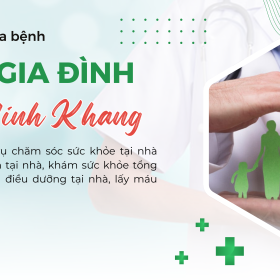 a bệnh
GIA ĐÌNH
inh Khang
ụ chăm sóc sức khỏe tại nhà
tại nhà, khám sức khỏe tổng
điều dưỡng tại nhà, lấy máu